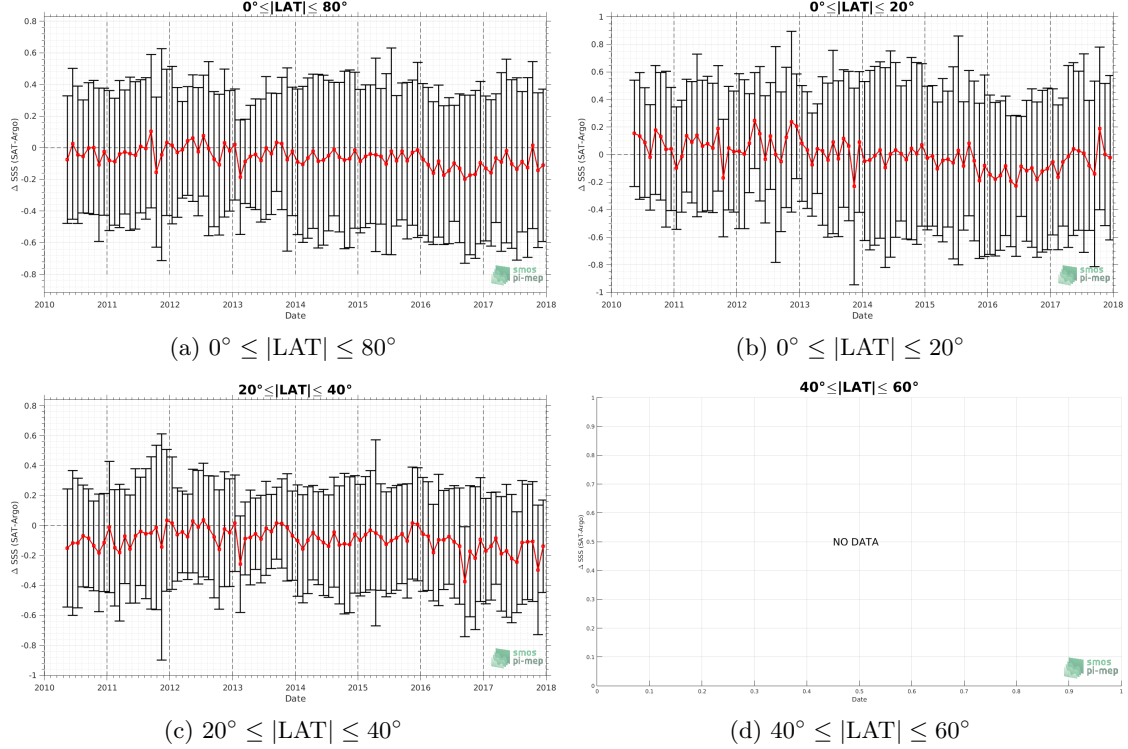 0°≤|LAT|≤ 80°
Δ SSS (SAT-Argo)
0.8
0.6
0.4
0.2
0
-0.2
-0.4
-0.6
-0.8
2010 2011 2012 2013 2014 2015 2016 2017 2018
Date
smos
pi-mep
(a) 0° ≤ |LAT| ≤ 80°
0°≤|LAT|≤ 20°
Δ SSS (SAT-Argo)
1
0.8
0.6
0.4
0.2
0
-0.2
-0.4
-0.6
-0.8
-1
2010 2011 2012 2013 2014 2015 2016 2017 2018
Date
smos
pi-mep
(b) 0° ≤ |LAT| ≤ 20°
20°≤|LAT|≤ 40°
Δ SSS (SAT-Argo)
0.8
0.6
0.4
0.2
0
-0.2
-0.4
-0.6
-0.8
-1
2010 2011 2012 2013 2014 2015 2016 2017 2018
Date
smos
pi-mep
(c) 20° ≤ |LAT| ≤ 40°
40°≤|LAT|≤ 60°
Δ SSS (SAT-Argo)
1
0.9
0.8
0.7
0.6
0.5
0.4
0.3
0.2
0.1
0
NO DATA
0 0.1 0.2 0.3 0.4 0.5 0.6 0.7 0.8 0.9 1
Date
smos
pi-mep
(d) 40° ≤ |LAT| ≤ 60°